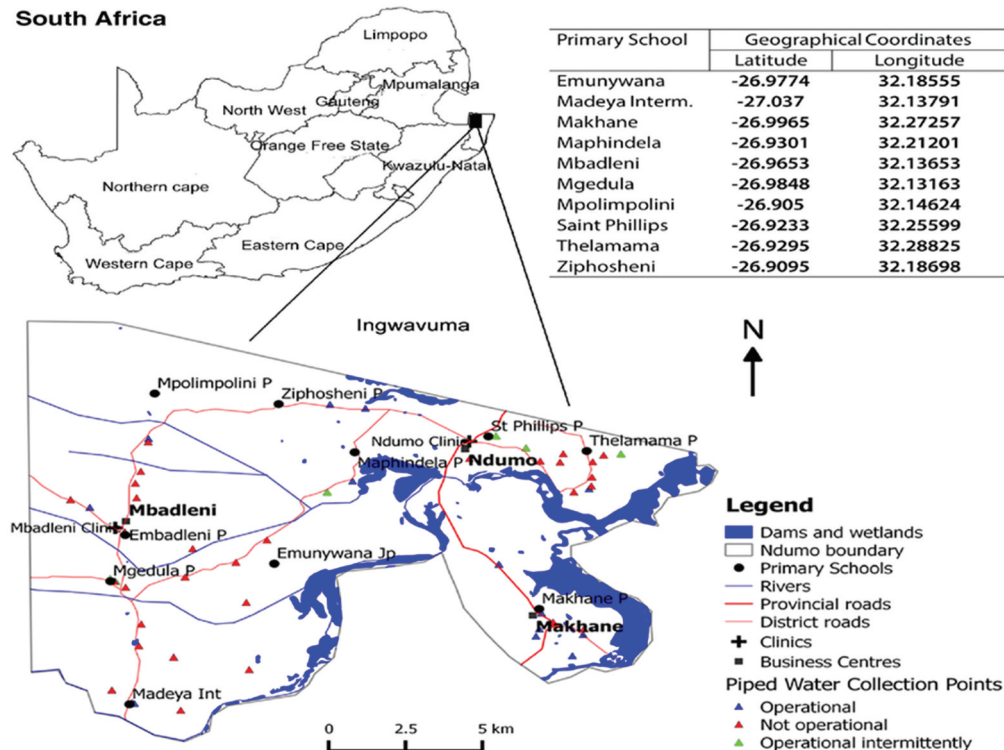 South Africa
Limpopo
Mpumalanga
North West
Gauteng
Orange Free State
Kwazulu-Natal
Northern cape
Eastern Cape
Western Cape
Primary School Geographical Coordinates
Latitude Longitude
Emunywana -26.9774 32.18555
Madeya Interm. -27.037 32.13791
Makhane -26.9965 32.27257
Maphindela -26.9301 32.21201
Mbadleni -26.9653 32.13653
Mgedula -26.9848 32.13163
Mpolimpolini -26.905 32.14624
Saint Phillips -26.9233 32.25599
Thelamama -26.9295 32.28825
Ziphosheni -26.9095 32.18698
Ingwavuma
N
Mpolimpolini P
Ziphosheni P
St Phillips P
Ndumo Clinic
Thelamama P
Maphindela P
Ndumo
Mbadleni
Mbadleni Clinic
Embadleni P
Emunywana Jp
Mgedula P
Makhane P
Makhane
Madeya Int
0 2.5 5 km
Legend
Dams and wetlands
Ndumo boundary
Primary Schools
Rivers
Provincial roads
District roads
Clinics
Business Centres
Piped Water Collection Points
Operational
Not operational
Operational intermittently